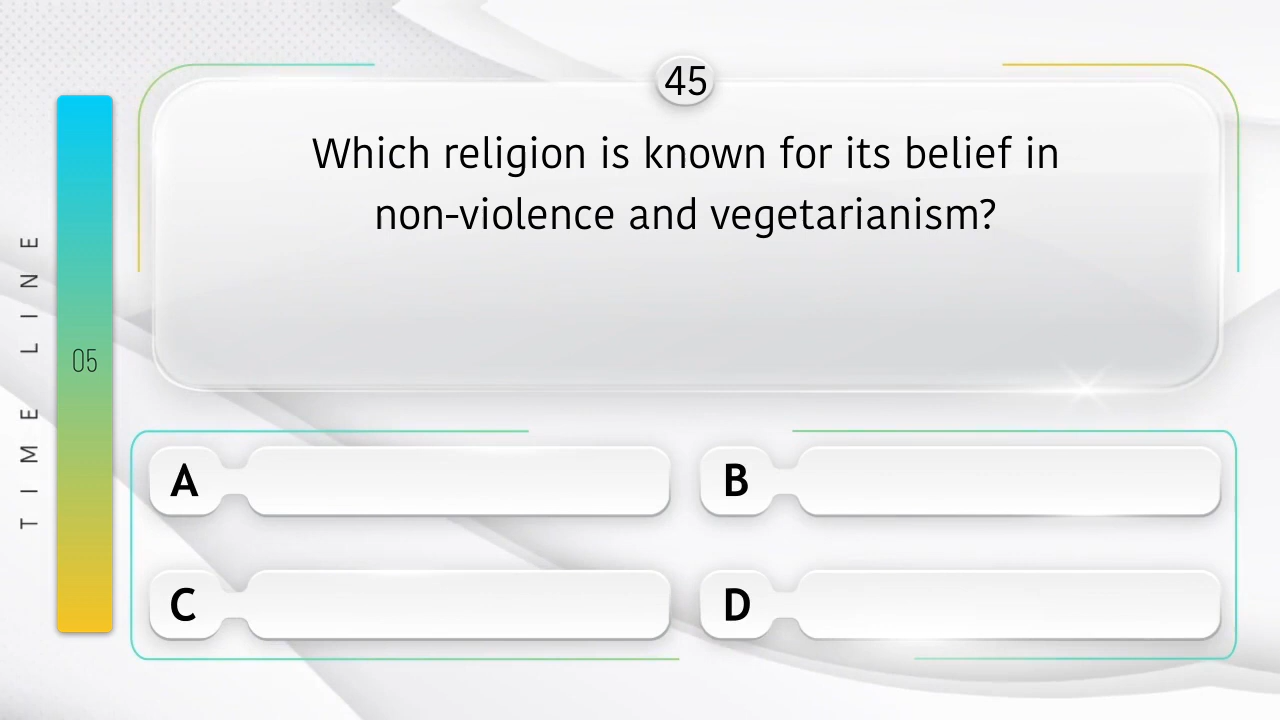 45
Which religion is known for its belief in
non-violence and vegetarianism?
TIME LINE
05
A
B
C
D